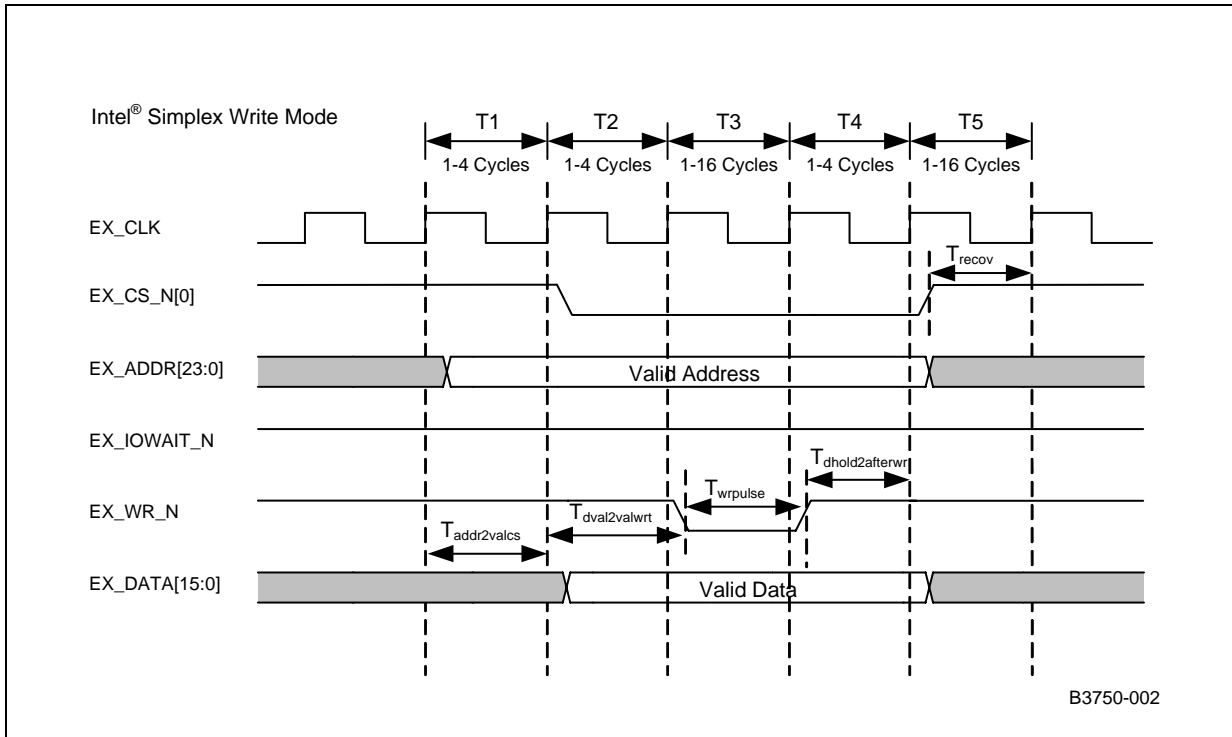 Intel® Simplex Write Mode
T1 T2 T3 T4 T5
1-4 Cycles 1-4 Cycles 1-16 Cycles 1-4 Cycles 1-16 Cycles
EX_CLK
Trecov
EX_CS_N[0]
EX_ADDR[23:0] Valid Address
EX_IOWAIT_N
Tdhold2afterwr
Twrpulse
EX_WR_N
Taddr2valcs Tdval2valwrt
EX_DATA[15:0] Valid Data
B3750-002